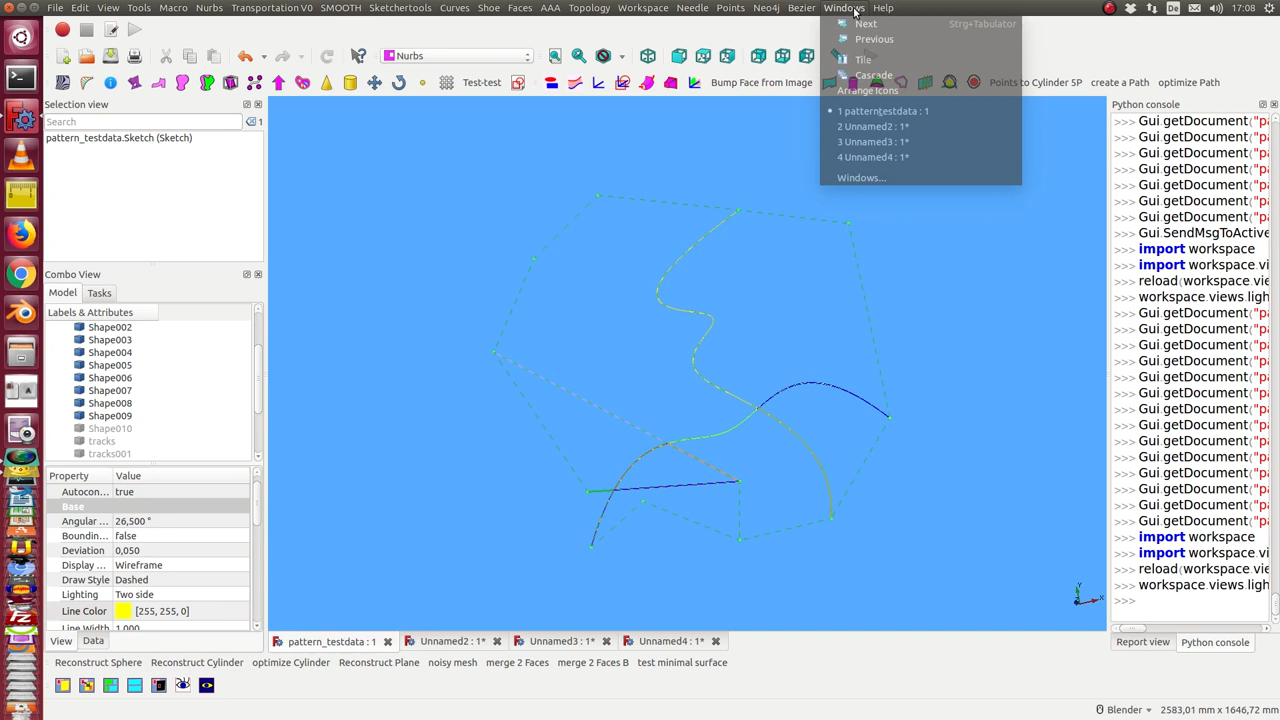 File Edit View Tools Macro Nurbs Transportation V0 SMOOTH Sketchertools Curves Shoe Faces AAA Topology Workspace Needle Points Neo4j Bezier Windows Help De 17:08
Next Strg+Tabulator
Previous
Tile
Cascade
Arrange Icons
1 patterntestdata : 1
2 Unnamed2 : 1*
3 Unnamed3 : 1*
4 Unnamed4 : 1*
Windows...
Nurbs
Test-test Bump Face from Image Points to Cylinder 5P create a Path optimize Path
Selection view
Search 1
pattern_testdata.Sketch (Sketch)
Combo View
Model Tasks
Labels & Attributes
Shape002
Shape003
Shape004
Shape005
Shape006
Shape007
Shape008
Shape009
Shape010
tracks
tracks001
Property Value
Autocon... true
Base
Angular ... 26,500 °
Boundin... false
Deviation 0,050
Display ... Wireframe
Draw Style Dashed
Lighting Two side
Line Color [255, 255, 0]
Line Width 1.000
View Data
Y
X
pattern_testdata : 1 Unnamed2 : 1* Unnamed3 : 1* Unnamed4 : 1*
Python console
>>> Gui.getDocument("pa
>>> Gui.getDocument("pa
>>> Gui.getDocument("pa
>>> Gui.getDocument("pa
>>> Gui.getDocument("pa
>>> Gui.getDocument("pa
>>> Gui.getDocument("pa
>>> Gui.SendMsgToActive
>>> import workspace
>>> import workspace.vi
>>> reload(workspace.vie
>>> workspace.views.ligh
>>> Gui.getDocument("pa
>>> Gui.getDocument("pa
>>> Gui.getDocument("pa
>>> Gui.getDocument("pa
>>> Gui.getDocument("pa
>>> Gui.getDocument("pa
>>> Gui.getDocument("pa
>>> Gui.getDocument("pa
>>> Gui.getDocument("pa
>>> Gui.getDocument("pa
>>> Gui.getDocument("pa
>>> Gui.getDocument("pa
>>> Gui.getDocument("pa
>>> Gui.getDocument("pa
>>> import workspace
>>> import workspace.vi
>>> reload(workspace.vie
>>> workspace.views.ligh
>>>
Report view Python console
Reconstruct Sphere Reconstruct Cylinder optimize Cylinder Reconstruct Plane noisy mesh merge 2 Faces merge 2 Faces B test minimal surface
Blender 2583,01 mm x 1646,72 mm